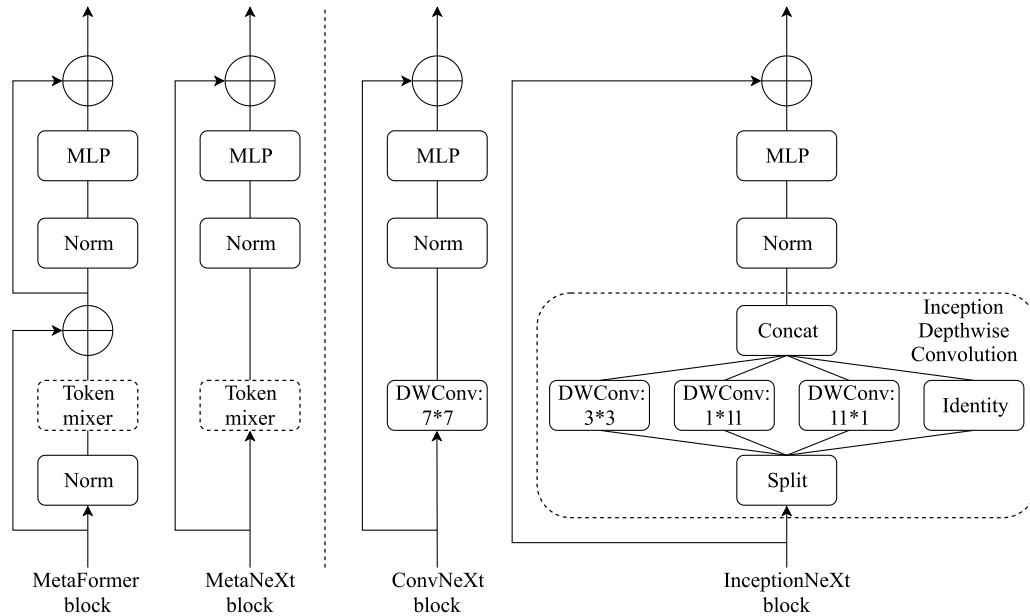 MLP
Norm
Token
mixer
Norm
MetaFormer
block
MLP
Norm
Token
mixer
MetaNeXt
block
MLP
Norm
DWConv:
7*7
ConvNeXt
block
MLP
Norm
Inception
Depthwise
Convolution
Concat
DWConv:
3*3
DWConv:
1*11
DWConv:
11*1
Identity
Split
InceptionNeXt
block